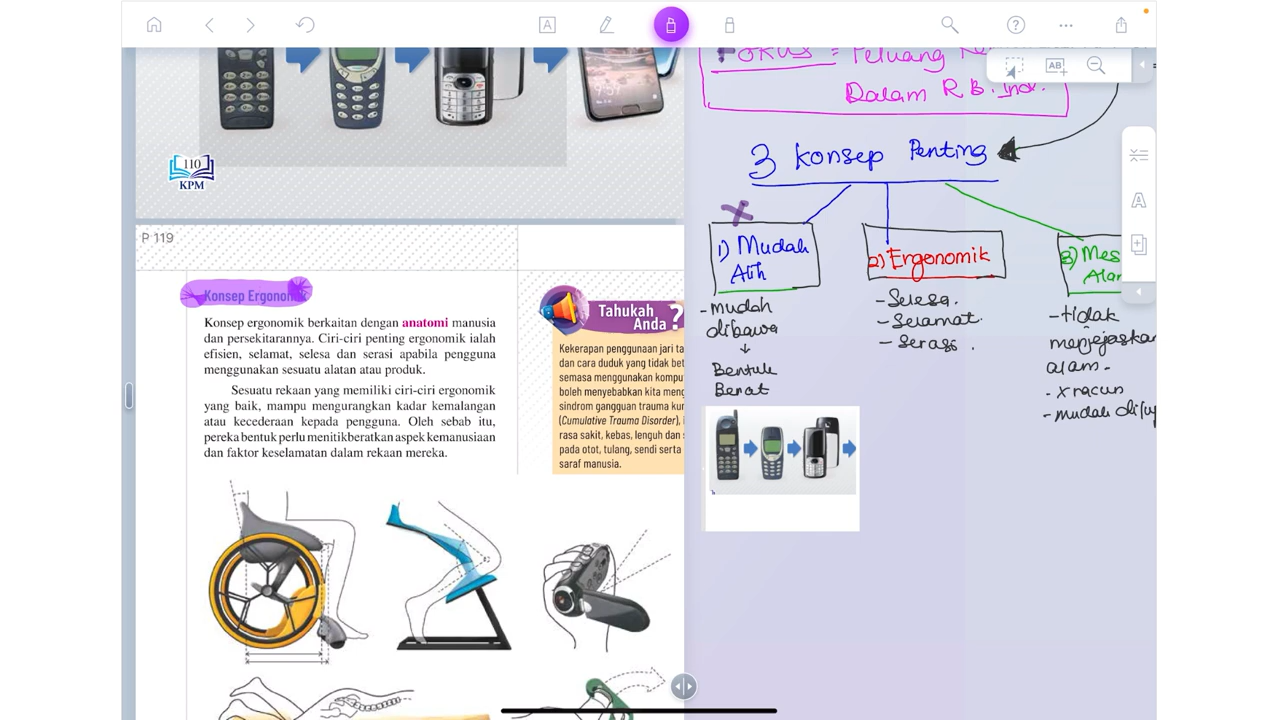 110
KPM
P 119
Konsep Ergonomik
Konsep ergonomik berkaitan dengan anatomi manusia
dan persekitarannya. Ciri-ciri penting ergonomik ialah
efisien, selamat, selesa dan serasi apabila pengguna
menggunakan sesuatu alatan atau produk.
Sesuatu rekaan yang memiliki ciri-ciri ergonomik
yang baik, mampu mengurangkan kadar kemalangan
atau kecederaan kepada pengguna. Oleh sebab itu,
pereka bentuk perlu menitikberatkan aspek kemanusiaan
dan faktor keselamatan dalam rekaan mereka.
Tahukah
Anda ?
Kekerapan penggunaan jari ta
dan cara duduk yang tidak bet
semasa menggunakan kompu
boleh menyebabkan kita meng
sindrom gangguan trauma kum
(Cumulative Trauma Disorder), i
rasa sakit, kebas, lenguh dan s
pada otot, tulang, sendi serta
saraf manusia.
FOKUS = Peluang
Dalam R.B. Ind.
3 Konsep Penting
1) Mudah
Alih
- Mudah
dibawa
↓
Bentuk
Berat
2) Ergonomik
- Selesa.
- Selamat.
- Serasi.
3) Mes
Alam
- tidak
menjejaskan
alam.
- x racun
- mudah dilup